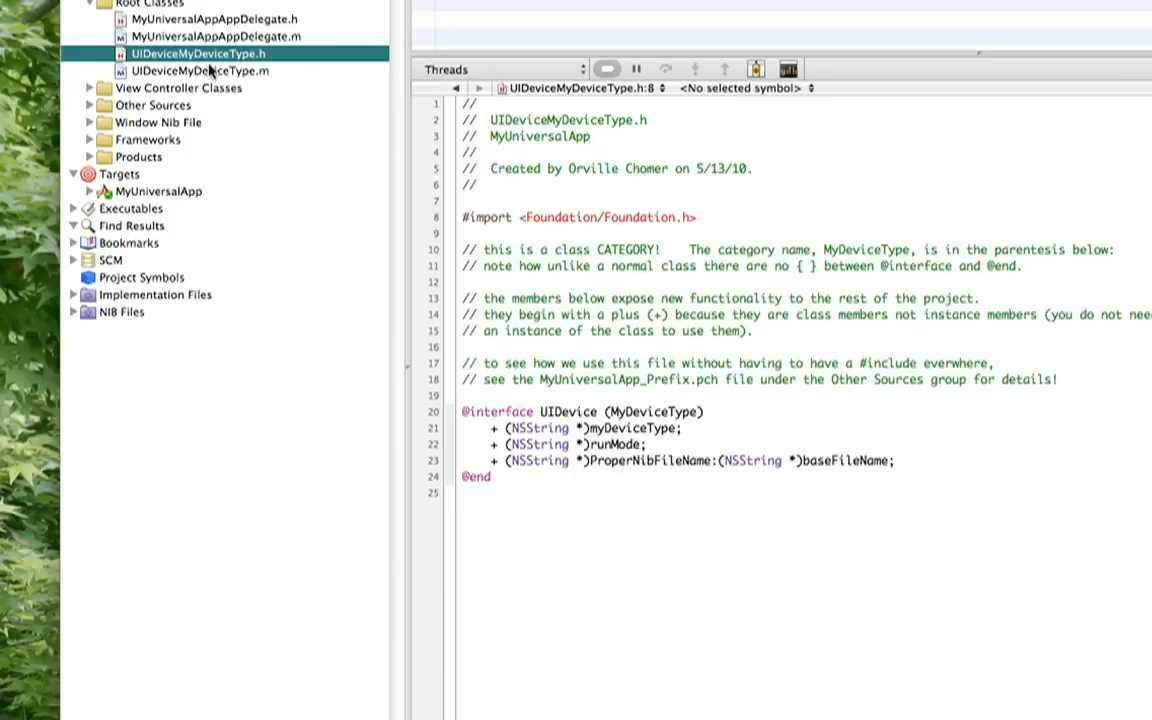 Root Classes
MyUniversalAppAppDelegate.h
MyUniversalAppAppDelegate.m
UIDeviceMyDeviceType.h
UIDeviceMyDeviceType.m
View Controller Classes
Other Sources
Window Nib File
Frameworks
Products
Targets
MyUniversalApp
Executables
Find Results
Bookmarks
SCM
Project Symbols
Implementation Files
NIB Files
Threads
UIDeviceMyDeviceType.h:8 <No selected symbol>
1 //
2 // UIDeviceMyDeviceType.h
3 // MyUniversalApp
4 //
5 // Created by Orville Chomer on 5/13/10.
6 //
7
8 #import <Foundation/Foundation.h>
9
10 // this is a class CATEGORY! The category name, MyDeviceType, is in the parentesis below:
11 // note how unlike a normal class there are no { } between @interface and @end.
12
13 // the members below expose new functionality to the rest of the project.
14 // they begin with a plus (+) because they are class members not instance members (you do not nee
15 // an instance of the class to use them).
16
17 // to see how we use this file without having to have a #include everwhere,
18 // see the MyUniversalApp_Prefix.pch file under the Other Sources group for details!
19
20 @interface UIDevice (MyDeviceType)
21 + (NSString *)myDeviceType;
22 + (NSString *)runMode;
23 + (NSString *)ProperNibFileName:(NSString *)baseFileName;
24 @end
25